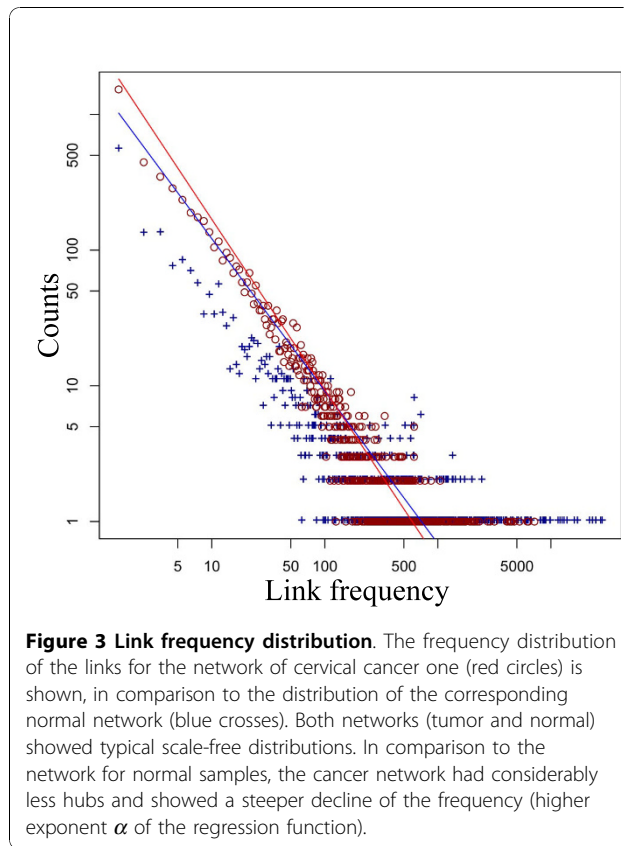 500
100
50
10
5
1
Counts
5 10 50 100 500 5000
Link frequency
Figure 3 Link frequency distribution. The frequency distribution
of the links for the network of cervical cancer one (red circles) is
shown, in comparison to the distribution of the corresponding
normal network (blue crosses). Both networks (tumor and normal)
showed typical scale-free distributions. In comparison to the
network for normal samples, the cancer network had considerably
less hubs and showed a steeper decline of the frequency (higher
exponent α of the regression function).